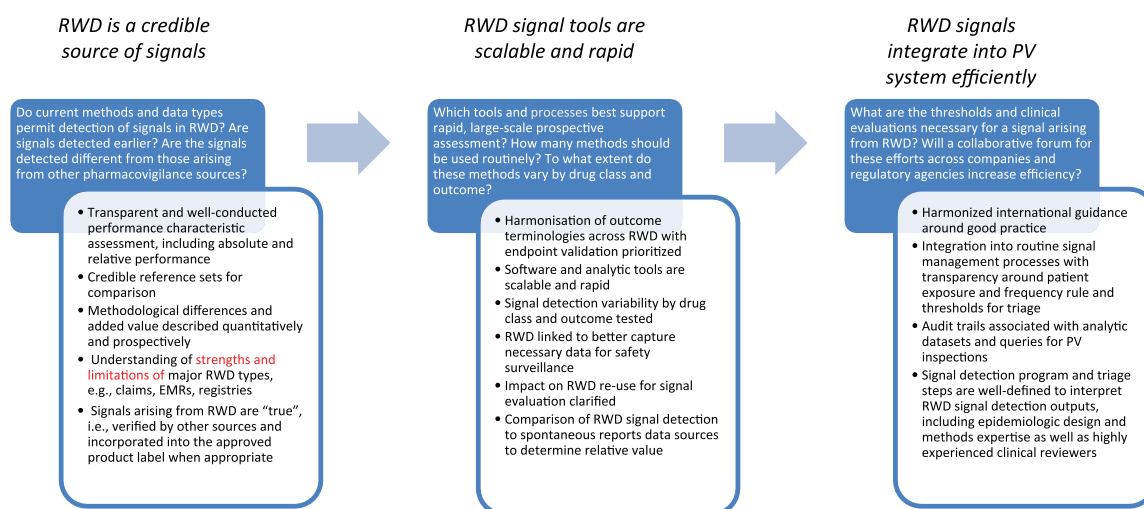 RWD is a credible
source of signals
Do current methods and data types
permit detection of signals in RWD? Are
signals detected earlier? Are the signals
detected different from those arising
from other pharmacovigilance sources?
• Transparent and well-conducted
performance characteristic
assessment, including absolute and
relative performance
• Credible reference sets for
comparison
• Methodological differences and
added value described quantitatively
and prospectively
• Understanding of strengths and
limitations of major RWD types,
e.g., claims, EMRs, registries
• Signals arising from RWD are “true”,
i.e., verified by other sources and
incorporated into the approved
product label when appropriate
RWD signal tools are
scalable and rapid
Which tools and processes best support
rapid, large-scale prospective
assessment? How many methods should
be used routinely? To what extent do
these methods vary by drug class and
outcome?
• Harmonisation of outcome
terminologies across RWD with
endpoint validation prioritized
• Software and analytic tools are
scalable and rapid
• Signal detection variability by drug
class and outcome tested
• RWD linked to better capture
necessary data for safety
surveillance
• Impact on RWD re-use for signal
evaluation clarified
• Comparison of RWD signal detection
to spontaneous reports data sources
to determine relative value
RWD signals
integrate into PV
system efficiently
What are the thresholds and clinical
evaluations necessary for a signal arising
from RWD? Will a collaborative forum for
these efforts across companies and
regulatory agencies increase efficiency?
• Harmonized international guidance
around good practice
• Integration into routine signal
management processes with
transparency around patient
exposure and frequency rule and
thresholds for triage
• Audit trails associated with analytic
datasets and queries for PV
inspections
• Signal detection program and triage
steps are well-defined to interpret
RWD signal detection outputs,
including epidemiologic design and
methods expertise as well as highly
experienced clinical reviewers